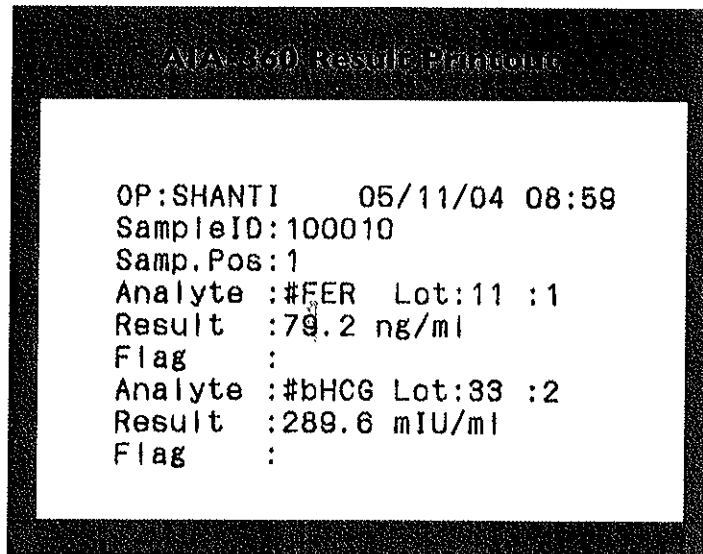 AIA-360 Result Printout
OP:SHANTI 05/11/04 08:59
SampleID:100010
Samp.Pos:1
Analyte :#FER Lot:11 :1
Result :79.2 ng/ml
Flag :
Analyte :#bHCG Lot:33 :2
Result :289.6 mIU/ml
Flag :